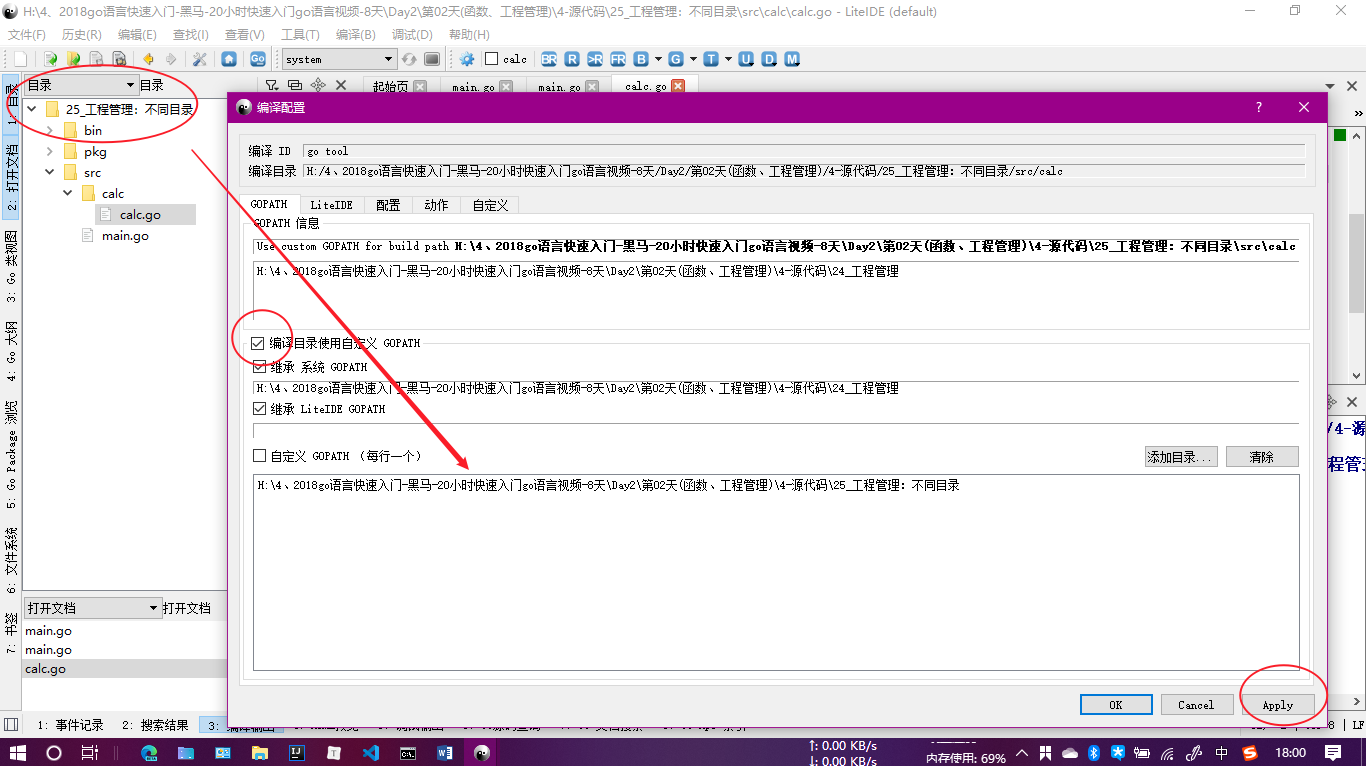 H:\4、2018go语言快速入门-黑马-20小时快速入门go语言视频-8天\Day2\第02天(函数、工程管理)\4-源代码\25_工程管理：不同目录\src\calc\calc.go - LiteIDE (default)
文件(F) 历史(R) 编辑(E) 查找(I) 查看(V) 工具(T) 编译(B) 调试(D) 帮助(H)
Go system calc BR R >R FR B G T U D M
目录 目录
起始页 main.go main.go calc.go
25_工程管理：不同目录
bin
pkg
src
calc
calc.go
main.go
1: 目录
2: 打开文档
3: Go 类视图
4: Go 大纲
5: Go Package 浏览
6: 文件系统
7: 书签
编译配置
编译 ID go tool
编译目录 H:/4、2018go语言快速入门-黑马-20小时快速入门go语言视频-8天/Day2/第02天(函数、工程管理)/4-源代码/25_工程管理：不同目录/src/calc
GOPATH LiteIDE 配置 动作 自定义
GOPATH 信息
Use custom GOPATH for build path H:\4、2018go语言快速入门-黑马-20小时快速入门go语言视频-8天\Day2\第02天(函数、工程管理)\4-源代码\25_工程管理：不同目录\src\calc
H:\4、2018go语言快速入门-黑马-20小时快速入门go语言视频-8天\Day2\第02天(函数、工程管理)\4-源代码\24_工程管理
编译目录使用自定义 GOPATH
继承 系统 GOPATH
H:\4、2018go语言快速入门-黑马-20小时快速入门go语言视频-8天\Day2\第02天(函数、工程管理)\4-源代码\24_工程管理
继承 LiteIDE GOPATH
自定义 GOPATH （每行一个） 添加目录... 清除
H:\4、2018go语言快速入门-黑马-20小时快速入门go语言视频-8天\Day2\第02天(函数、工程管理)\4-源代码\25_工程管理：不同目录
OK Cancel Apply
/4-源
程管
打开文档 打开文档
main.go
main.go
calc.go
1: 事件记录 2: 搜索结果 3: 编译输出
LF
↑: 0.00 KB/s
↓: 0.00 KB/s
内存使用: 69%
中
18:00